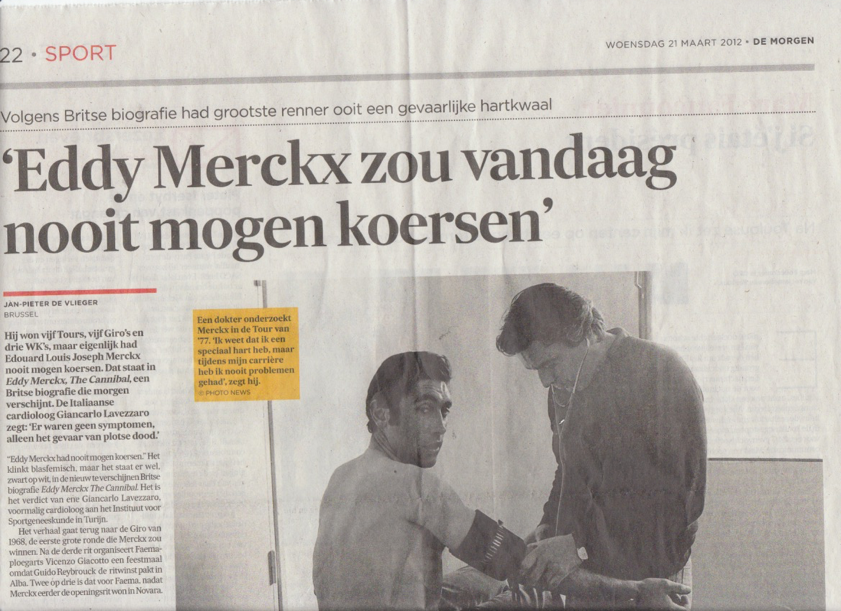 22 • SPORT
WOENSDAG 21 MAART 2012 • DE MORGEN
Volgens Britse biografie had grootste renner ooit een gevaarlijke hartkwaal
‘Eddy Merckx zou vandaag
nooit mogen koersen’
JAN-PIETER DE VLIEGER
BRUSSEL
Hij won vijf Tours, vijf Giro's en
drie WK's, maar eigenlijk had
Edouard Louis Joseph Merckx
nooit mogen koersen. Dat staat in
Eddy Merckx, The Cannibal, een
Britse biografie die morgen
verschijnt. De Italiaanse
cardioloog Giancarlo Lavezzaro
zegt: ‘Er waren geen symptomen,
alleen het gevaar van plotse dood.’
“Eddy Merckx had nooit mogen koersen.” Het
klinkt blasfemisch, maar het staat er wel,
zwart op wit, in de nieuw te verschijnen Britse
biografie Eddy Merckx The Cannibal. Het is
het verdict van ene Giancarlo Lavezzaro,
voormalig cardioloog aan het Instituut voor
Sportgeneeskunde in Turijn.
Het verhaal gaat terug naar de Giro van
1968, de eerste grote ronde die Merckx zou
winnen. Na de derde rit organiseert Faema-
ploegarts Vicenzo Giacotto een feestmaal
omdat Guido Reybrouck de ritwinst pakt in
Alba. Twee op drie is dat voor Faema, nadat
Merckx eerder de openingsrit won in Novara.
Een dokter onderzoekt
Merckx in de Tour van
’77. ‘Ik weet dat ik een
speciaal hart heb, maar
tijdens mijn carrière
heb ik nooit problemen
gehad’, zegt hij.
© PHOTO NEWS